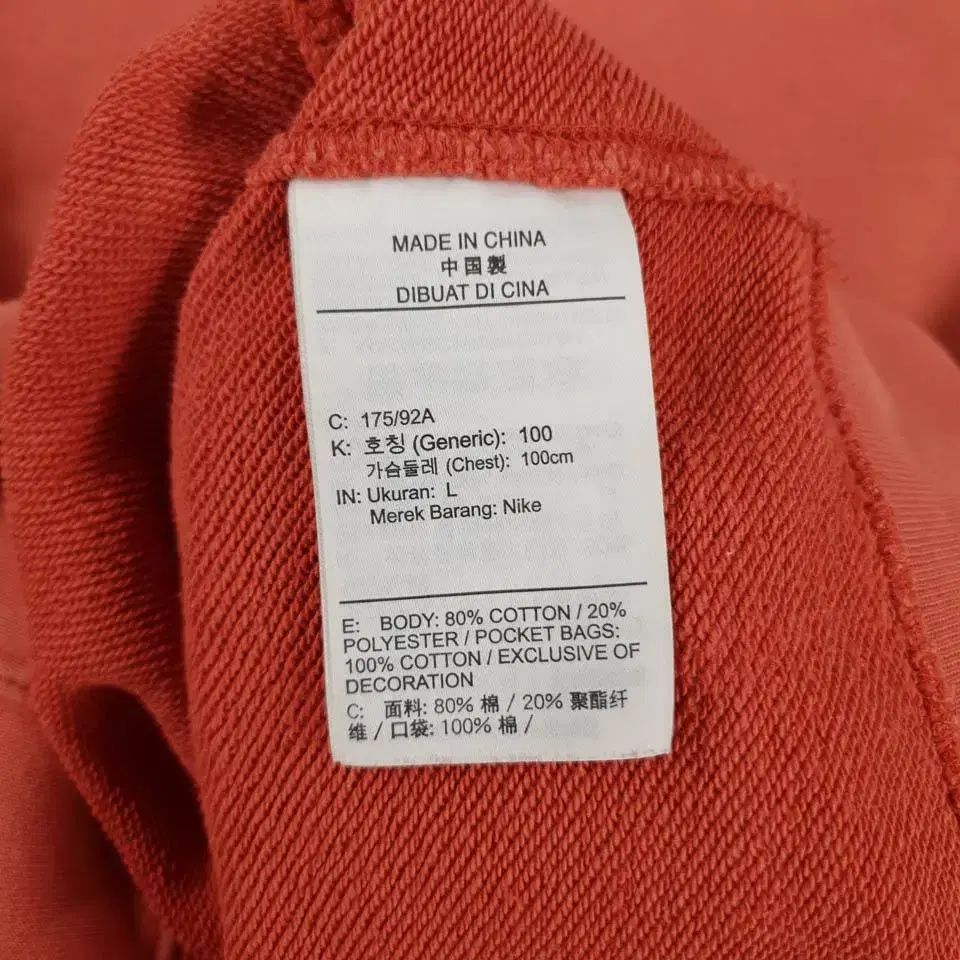 MADE IN CHINA
中国製
DIBUAT DI CINA
C: 175/92A
K: 호칭 (Generic): 100
가슴둘레 (Chest): 100cm
IN: Ukuran: L
Merek Barang: Nike
E: BODY: 80% COTTON / 20%
POLYESTER / POCKET BAGS:
100% COTTON / EXCLUSIVE OF
DECORATION
C: 面料: 80% 棉 / 20% 聚酯纤
维 / 口袋: 100% 棉 /